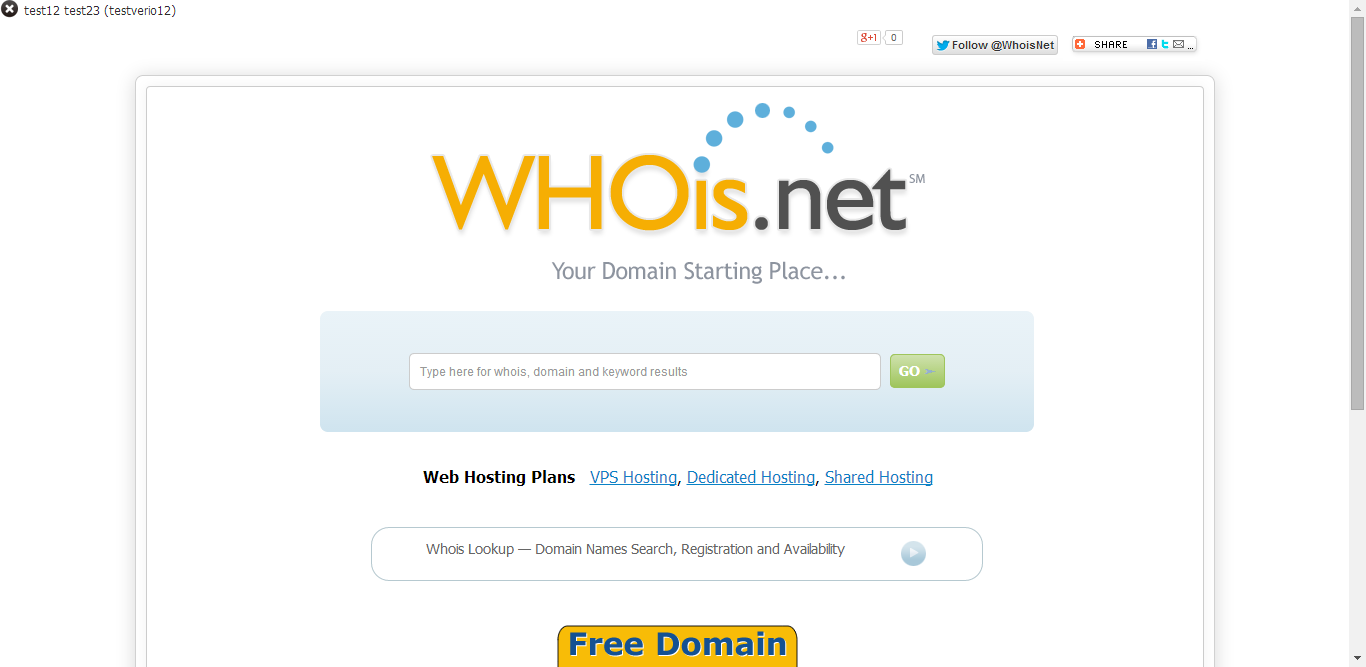 test12 test23 (testverio12)
g+1 0
Follow @WhoisNet
SHARE ...
WHOis.net SM
Your Domain Starting Place...
Type here for whois, domain and keyword results
GO
Web Hosting Plans VPS Hosting, Dedicated Hosting, Shared Hosting
Whois Lookup — Domain Names Search, Registration and Availability
Free Domain